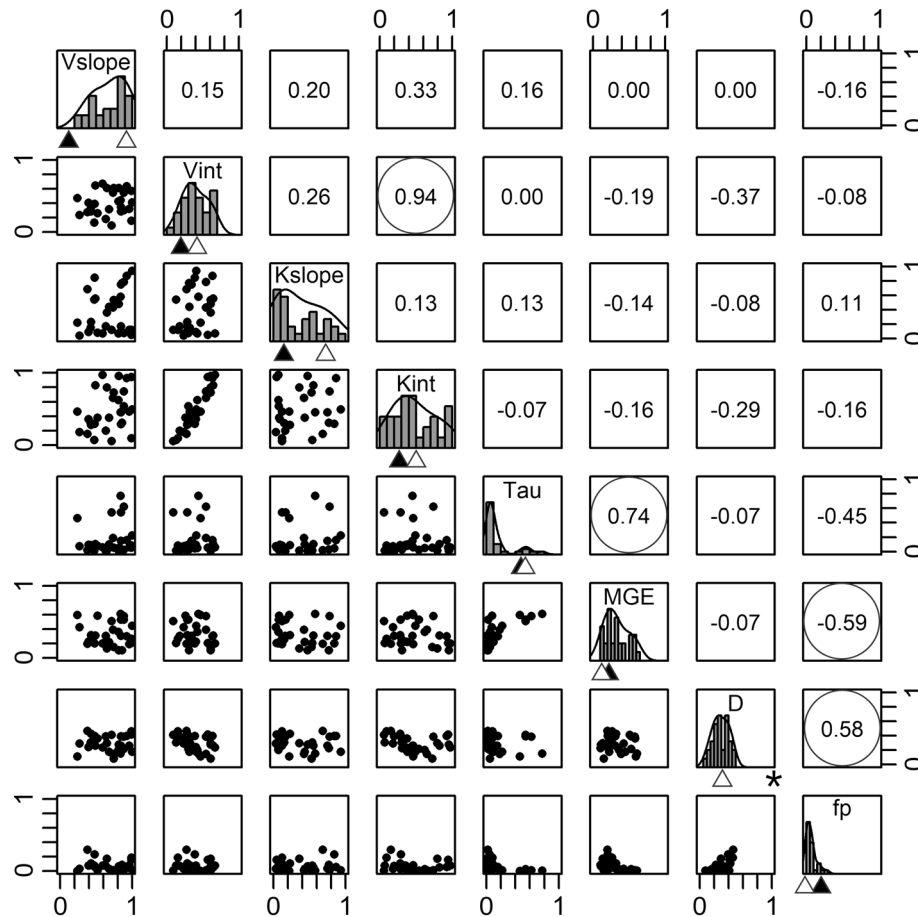 0 1 0 1 0 1 0 1
Vslope 0.15 0.20 0.33 0.16 0.00 0.00 -0.16 0 1
0 1 Vint 0.26 0.94 0.00 -0.19 -0.37 -0.08
Kslope 0.13 0.13 -0.14 -0.08 0.11 0 1
0 1 Kint -0.07 -0.16 -0.29 -0.16
Tau 0.74 -0.07 -0.45 0 1
0 1 MGE -0.07 -0.59
D 0.58 0 1
*
0 1 fp
0 1 0 1 0 1 0 1